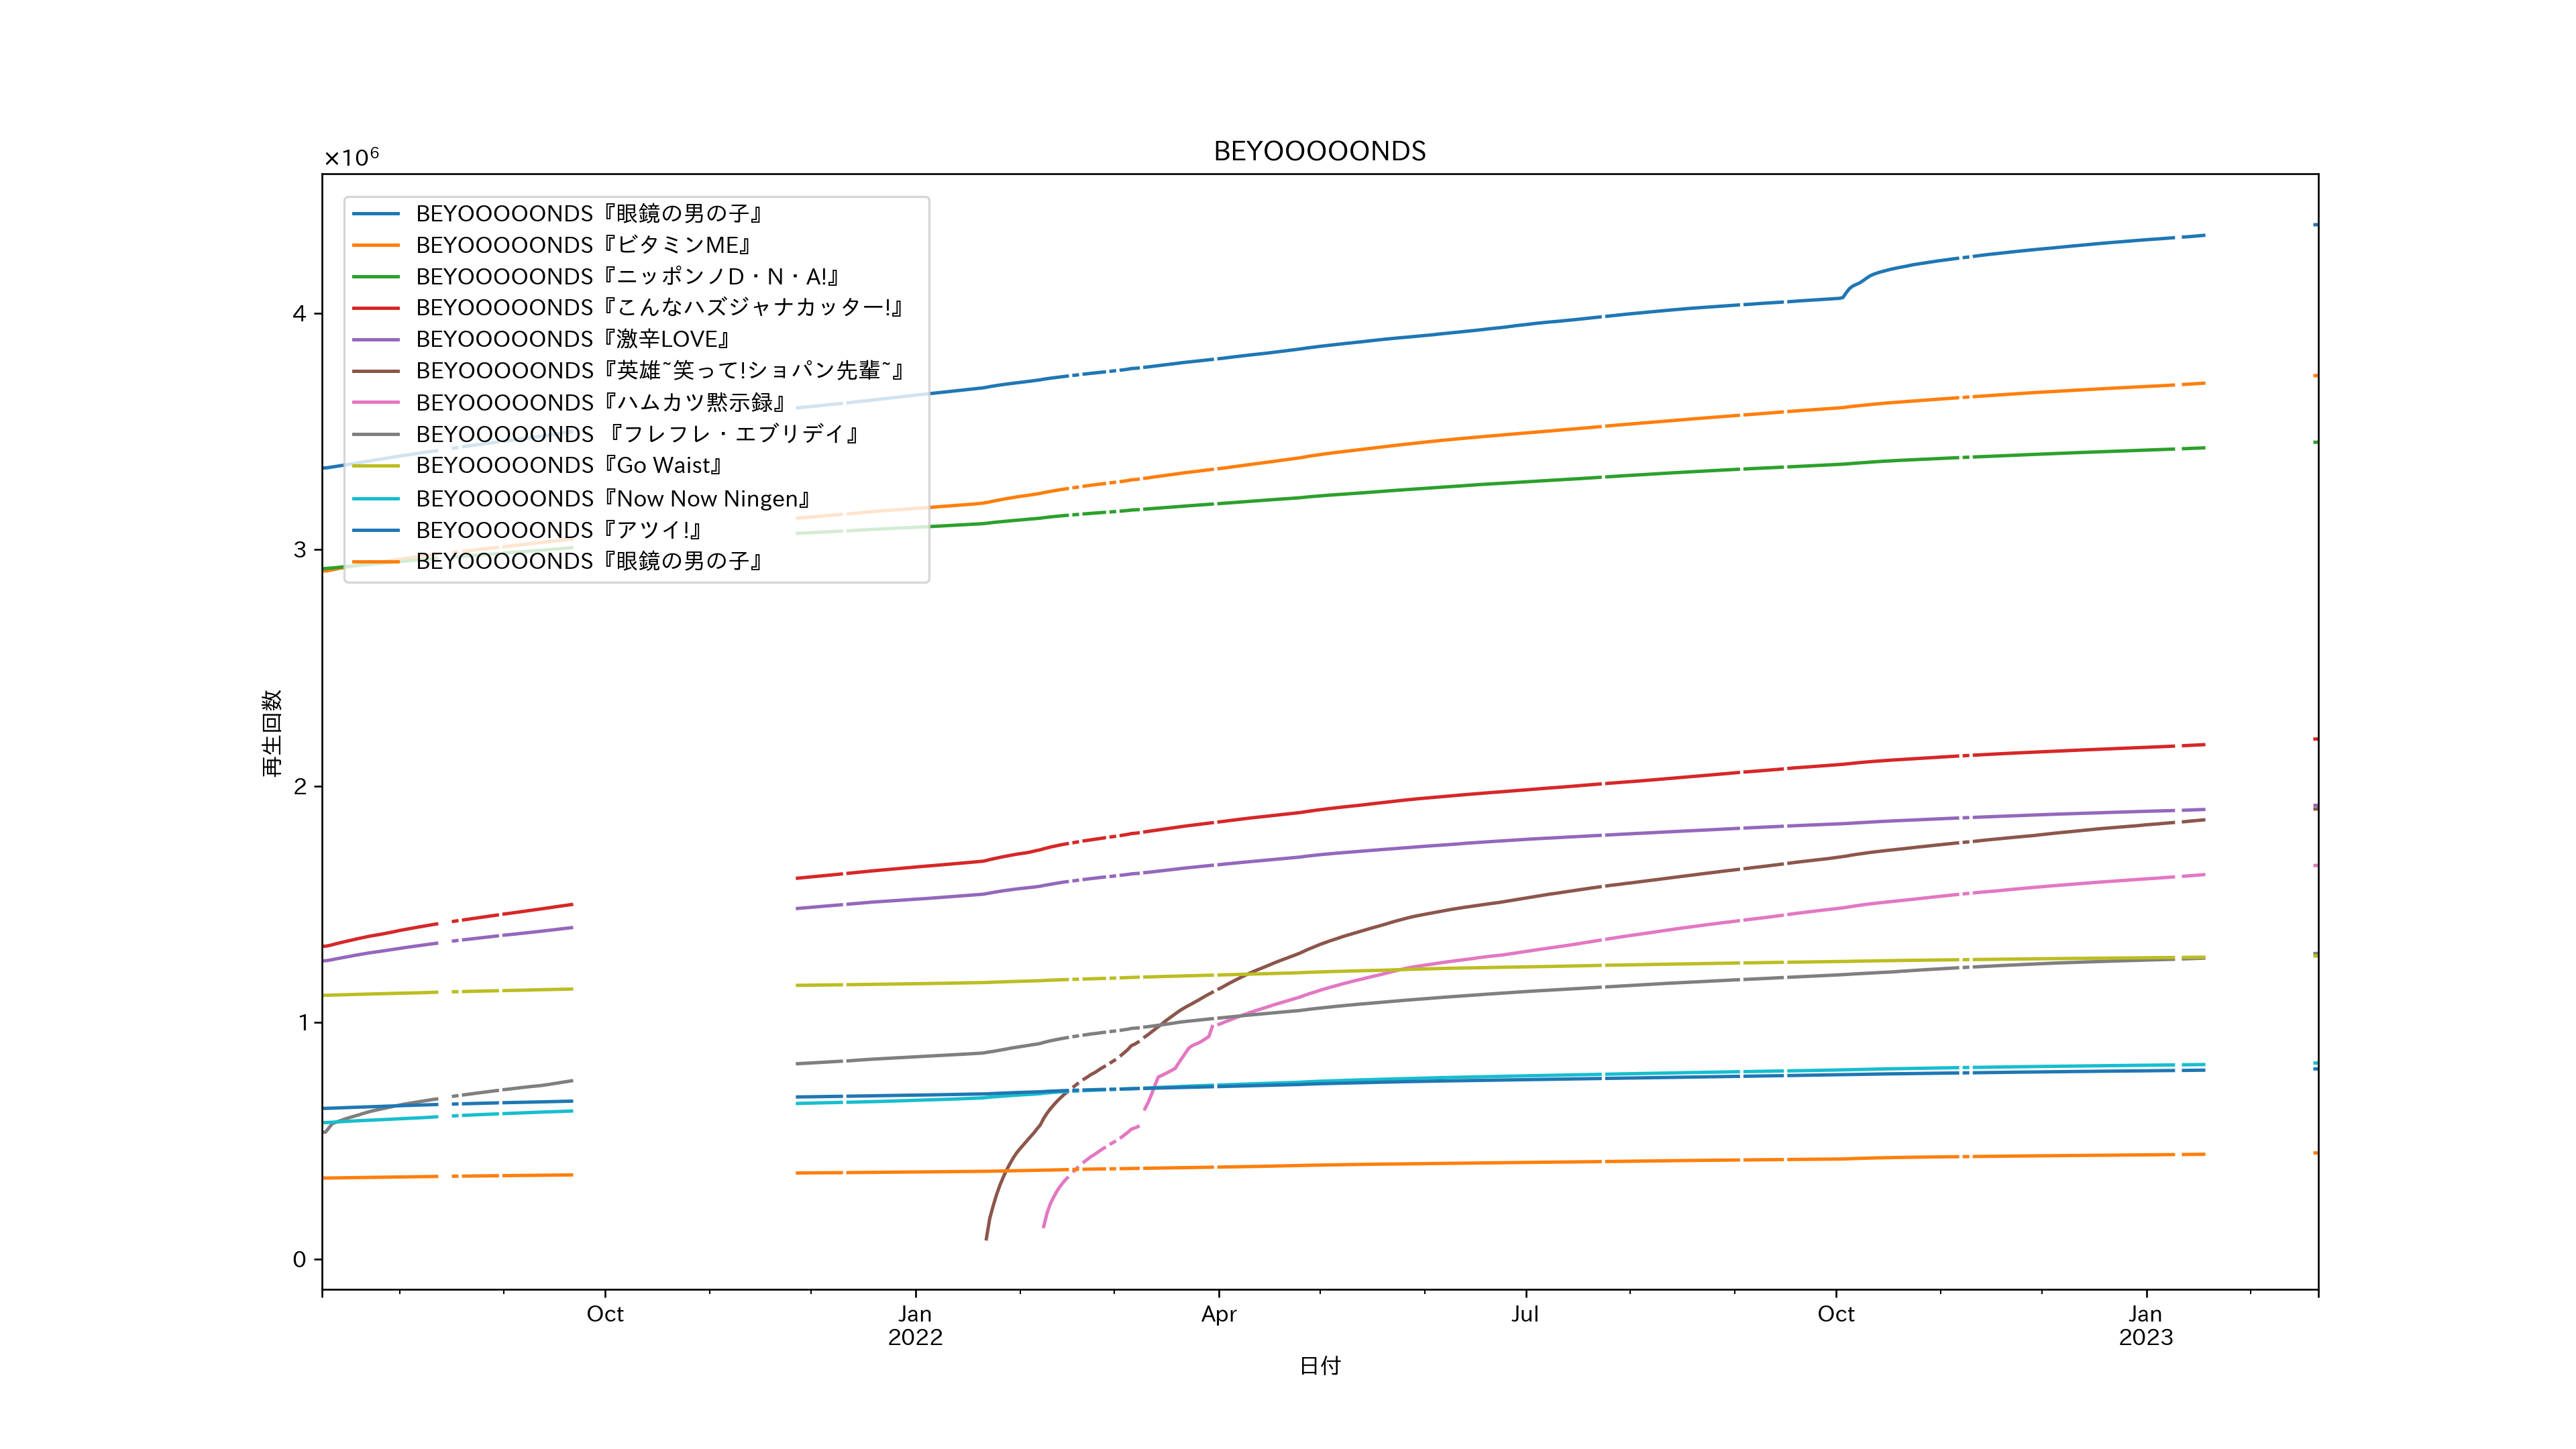 BEYOOOOONDS
×10⁶
BEYOOOOONDS『眼鏡の男の子』
BEYOOOOONDS『ビタミンME』
BEYOOOOONDS『ニッポンノD・N・A!』
BEYOOOOONDS『こんなハズジャナカッター!』
BEYOOOOONDS『激辛LOVE』
BEYOOOOONDS『英雄~笑って!ショパン先輩~』
BEYOOOOONDS『ハムカツ黙示録』
BEYOOOOONDS 『フレフレ・エブリデイ』
BEYOOOOONDS『Go Waist』
BEYOOOOONDS『Now Now Ningen』
BEYOOOOONDS『アツイ!』
BEYOOOOONDS『眼鏡の男の子』
4
3
2
1
0
再生回数
Oct
Jan
2022
Apr
Jul
Oct
Jan
2023
日付